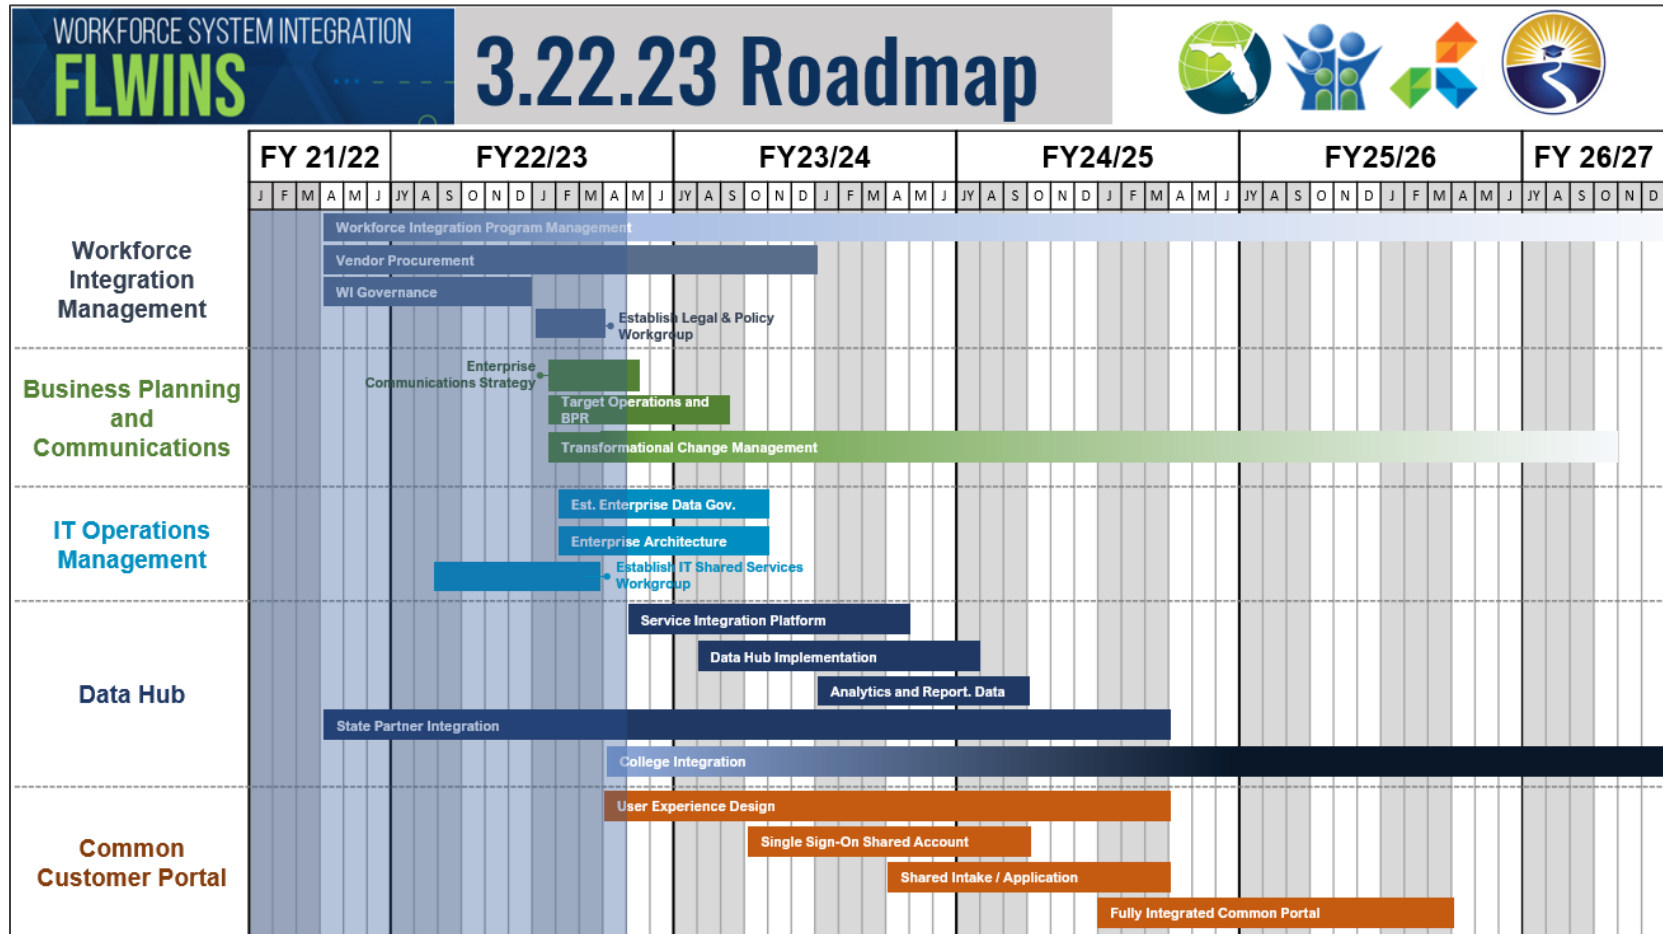 WORKFORCE SYSTEM INTEGRATION
FLWINS
3.22.23 Roadmap
FY 21/22 FY22/23 FY23/24 FY24/25 FY25/26 FY 26/27
J F M A M J JY A S O N D J F M A M J JY A S O N D J F M A M J JY A S O N D J F M A M J JY A S O N D J F M A M J JY A S O N D
Workforce
Integration
Management
Workforce Integration Program Management
Vendor Procurement
WI Governance
Establish Legal & Policy
Workgroup
Business Planning
and
Communications
Enterprise
Communications Strategy
Target Operations and
BPR
Transformational Change Management
IT Operations
Management
Est. Enterprise Data Gov.
Enterprise Architecture
Establish IT Shared Services
Workgroup
Data Hub
Service Integration Platform
Data Hub Implementation
Analytics and Report. Data
State Partner Integration
College Integration
Common
Customer Portal
User Experience Design
Single Sign-On Shared Account
Shared Intake / Application
Fully Integrated Common Portal